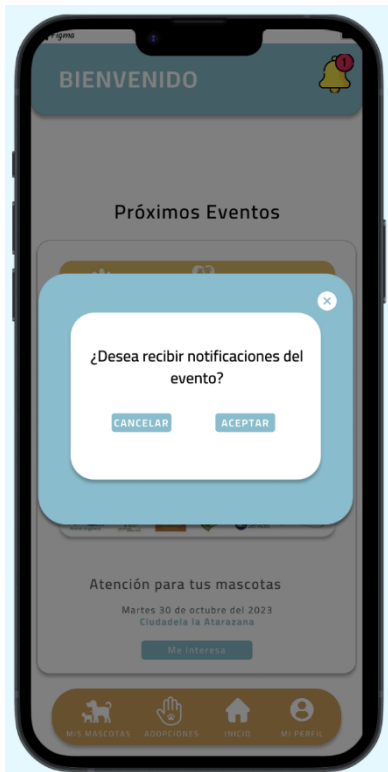 Figma
BIENVENIDO
1
Próximos Eventos
¿Desea recibir notificaciones del
evento?
CANCELAR
ACEPTAR
Atención para tus mascotas
Martes 30 de octubre del 2023
Ciudadela la Atarazana
Me interesa
MIS MASCOTAS
ADOPCIONES
INICIO
MI PERFIL